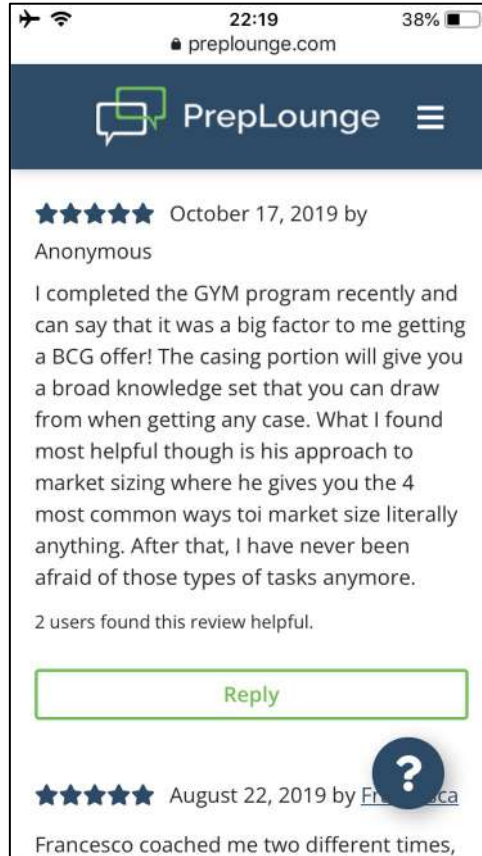 22:19
38%
preplounge.com
PrepLounge
October 17, 2019 by
Anonymous
I completed the GYM program recently and
can say that it was a big factor to me getting
a BCG offer! The casing portion will give you
a broad knowledge set that you can draw
from when getting any case. What I found
most helpful though is his approach to
market sizing where he gives you the 4
most common ways toi market size literally
anything. After that, I have never been
afraid of those types of tasks anymore.
2 users found this review helpful.
Reply
?
August 22, 2019 by
Francesco coached me two different times,